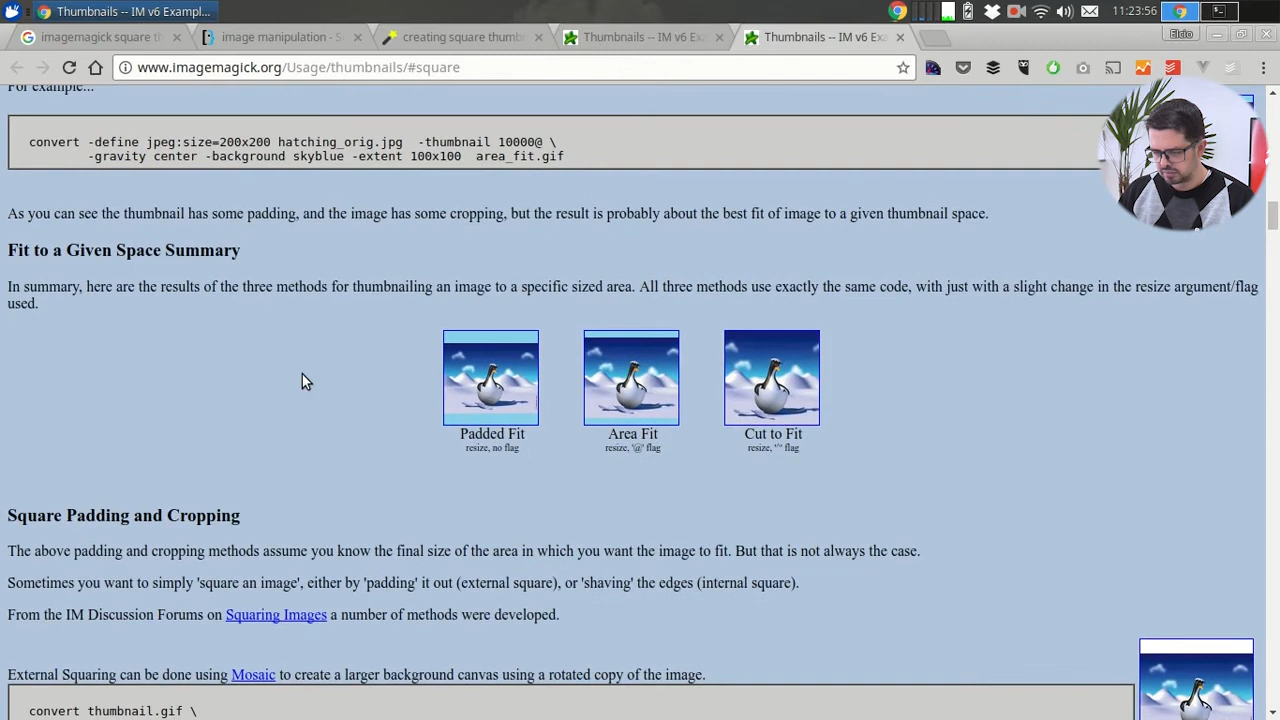 Thumbnails -- IM v6 Exampl...
11:23:56
imagemagick square th
image manipulation - S
creating square thumb
Thumbnails -- IM v6 Exa
Thumbnails -- IM v6 Exa
Elcio
www.imagemagick.org/Usage/thumbnails/#square
For example...
convert -define jpeg:size=200x200 hatching_orig.jpg -thumbnail 10000@ \
-gravity center -background skyblue -extent 100x100 area_fit.gif
As you can see the thumbnail has some padding, and the image has some cropping, but the result is probably about the best fit of image to a given thumbnail space.
Fit to a Given Space Summary
In summary, here are the results of the three methods for thumbnailing an image to a specific sized area. All three methods use exactly the same code, with just with a slight change in the resize argument/flag
used.
Padded Fit Area Fit Cut to Fit
resize, no flag resize, '@' flag resize, '^' flag
Square Padding and Cropping
The above padding and cropping methods assume you know the final size of the area in which you want the image to fit. But that is not always the case.
Sometimes you want to simply 'square an image', either by 'padding' it out (external square), or 'shaving' the edges (internal square).
From the IM Discussion Forums on Squaring Images a number of methods were developed.
External Squaring can be done using Mosaic to create a larger background canvas using a rotated copy of the image.
convert thumbnail.gif \